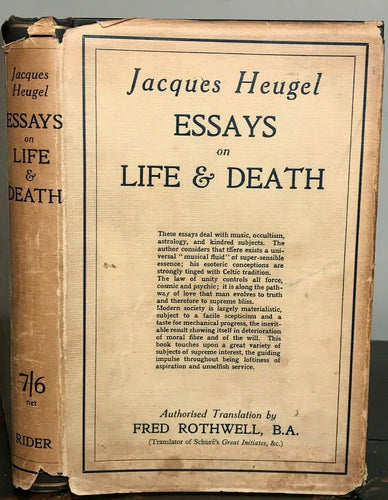 Jacques
Heugel
ESSAYS
on
LIFE
& DEATH
7/6
net
RIDER
Jacques Heugel
ESSAYS
on
LIFE & DEATH
These essays deal with music, occultism,
astrology, and kindred subjects. The
author considers that there exists a uni-
versal "musical fluid" of super-sensible
essence; his esoteric conceptions are
strongly tinged with Celtic tradition.
The law of unity controls all force,
cosmic and psychic; it is along the path-
way of love that man evolves to truth
and therefore to supreme bliss.
Modern society is largely materialistic,
subject to a facile scepticism and a
taste for mechanical progress, the inevit-
able result showing itself in deterioration
of moral fibre and of the will. This
book touches upon a great variety of
subjects of supreme interest, the guiding
impulse throughout being loftiness of
aspiration and unselfish service.
Authorised Translation by
FRED ROTHWELL, B.A.
(Translator of Schuré's Great Initiates, &c.)